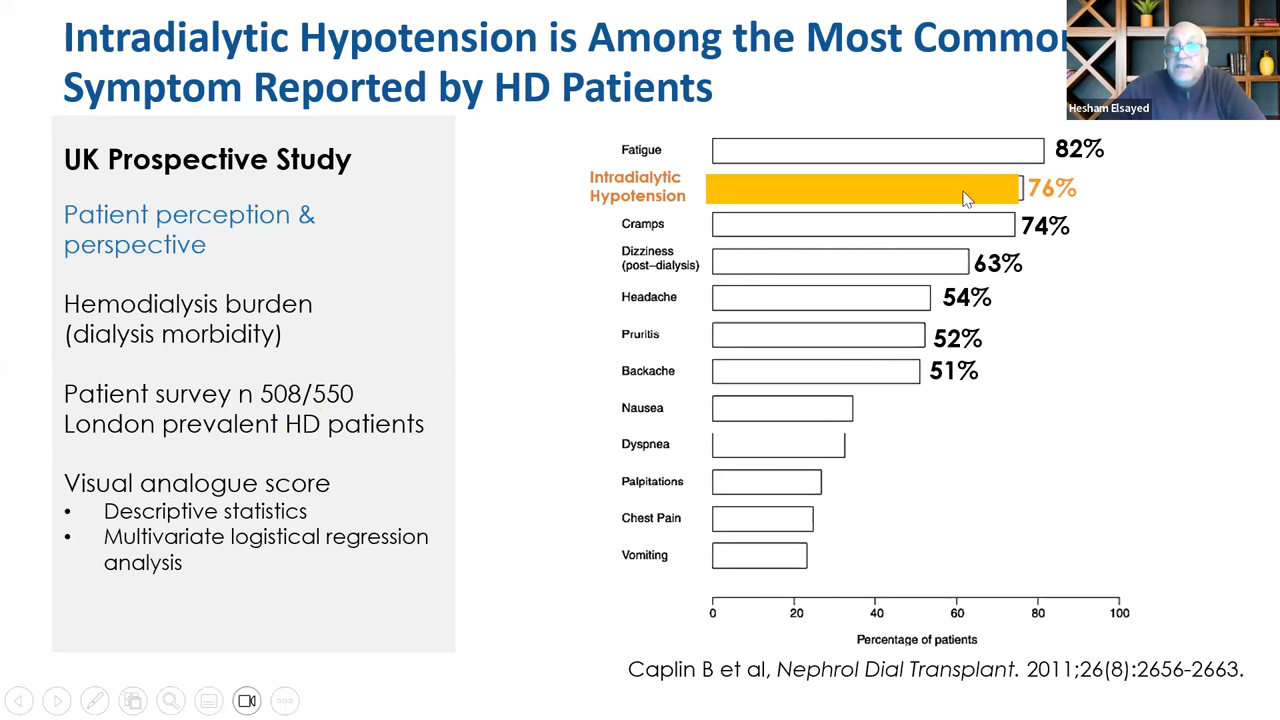 Intradialytic Hypotension is Among the Most Common
Symptom Reported by HD Patients
Hesham Elsayed
UK Prospective Study
Patient perception &
perspective
Hemodialysis burden
(dialysis morbidity)
Patient survey n 508/550
London prevalent HD patients
Visual analogue score
• Descriptive statistics
• Multivariate logistical regression
analysis
Fatigue 82%
Intradialytic
Hypotension 76%
Cramps 74%
Dizziness
(post–dialysis) 63%
Headache 54%
Pruritis 52%
Backache 51%
Nausea
Dyspnea
Palpitations
Chest Pain
Vomiting
0 20 40 60 80 100
Percentage of patients
Caplin B et al, Nephrol Dial Transplant. 2011;26(8):2656-2663.